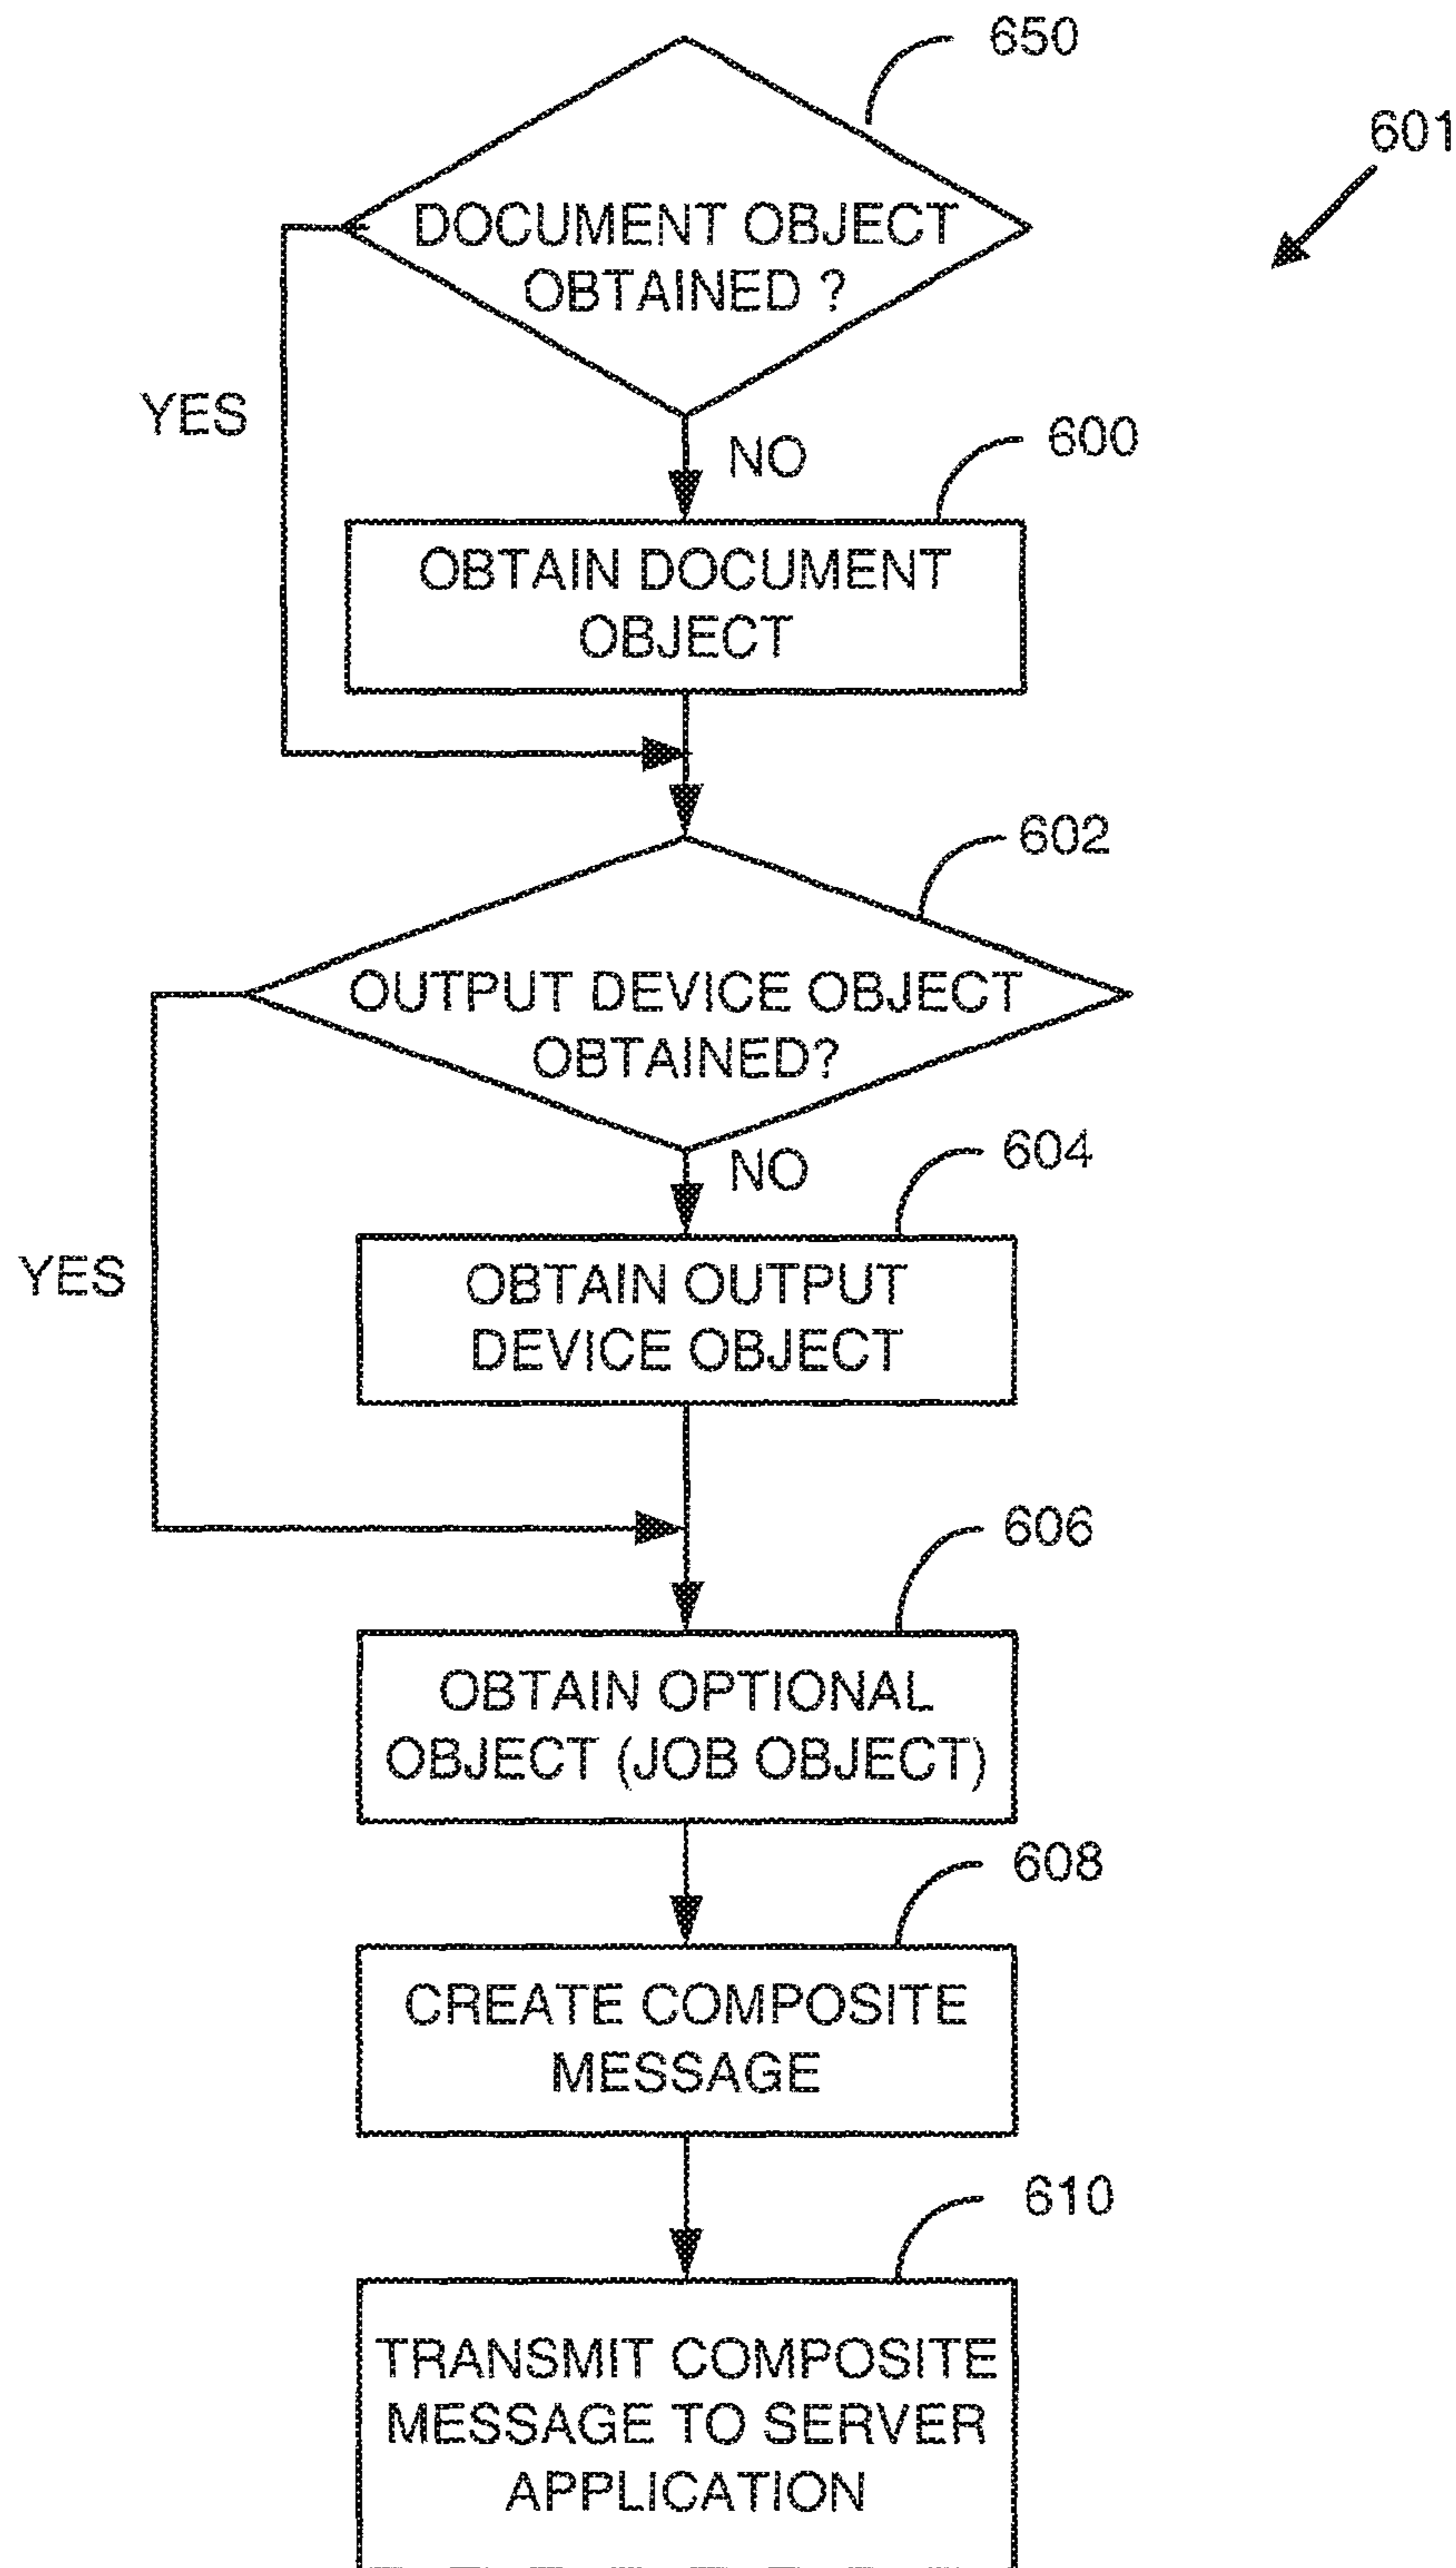 650
601
DOCUMENT OBJECT
OBTAINED ?
YES
NO
600
OBTAIN DOCUMENT
OBJECT
602
OUTPUT DEVICE OBJECT
OBTAINED?
NO
604
YES
OBTAIN OUTPUT
DEVICE OBJECT
606
OBTAIN OPTIONAL
OBJECT (JOB OBJECT)
608
CREATE COMPOSITE
MESSAGE
610
TRANSMIT COMPOSITE
MESSAGE TO SERVER
APPLICATION